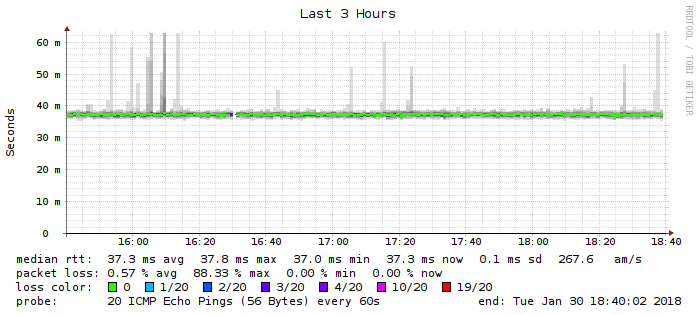 Last 3 Hours
RRDTOOL / TOBI OETIKER
Seconds
60 m
50 m
40 m
30 m
20 m
10 m
0
16:00 16:20 16:40 17:00 17:20 17:40 18:00 18:20 18:40
median rtt: 37.3 ms avg 37.8 ms max 37.0 ms min 37.3 ms now 0.1 ms sd 267.6 am/s
packet loss: 0.57 % avg 88.33 % max 0.00 % min 0.00 % now
loss color: 0 1/20 2/20 3/20 4/20 10/20 19/20
probe: 20 ICMP Echo Pings (56 Bytes) every 60s end: Tue Jan 30 18:40:02 2018